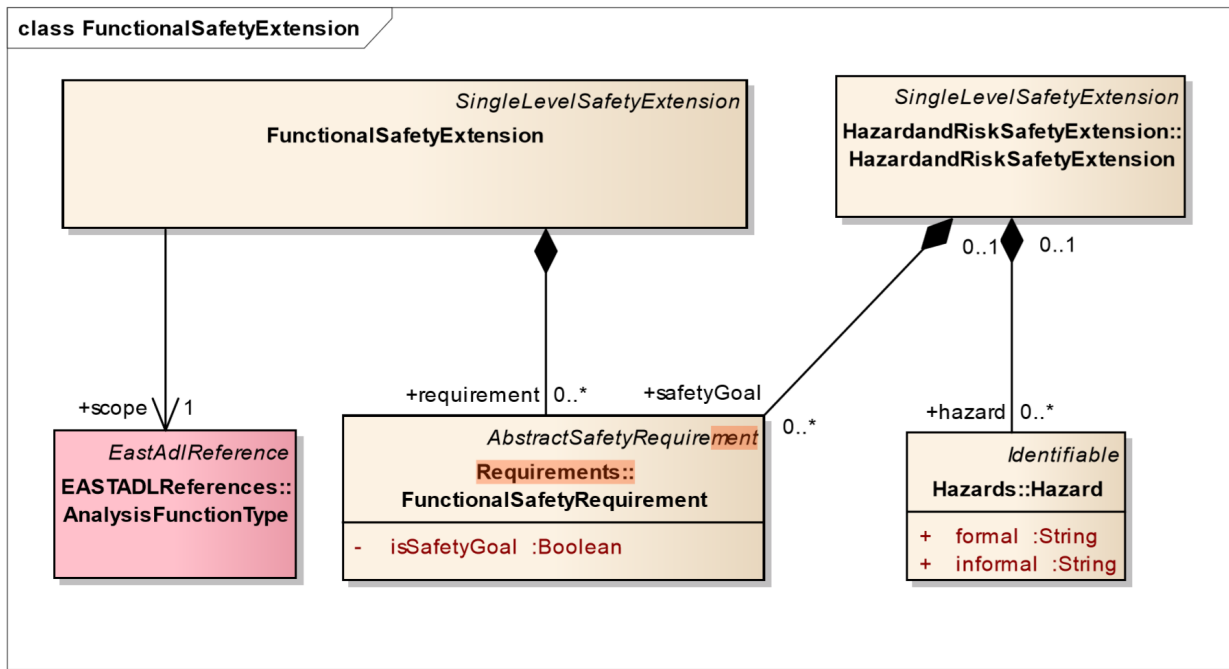 class FunctionalSafetyExtension
SingleLevelSafetyExtension
FunctionalSafetyExtension
SingleLevelSafetyExtension
HazardandRiskSafetyExtension::
HazardandRiskSafetyExtension
0..1
0..1
+requirement
0..*
+safetyGoal
0..*
+scope
1
+hazard
0..*
EastAdlReference
EASTADLReferences::
AnalysisFunctionType
AbstractSafetyRequirement
Requirements::
FunctionalSafetyRequirement
- isSafetyGoal :Boolean
Identifiable
Hazards::Hazard
+ formal :String
+ informal :String